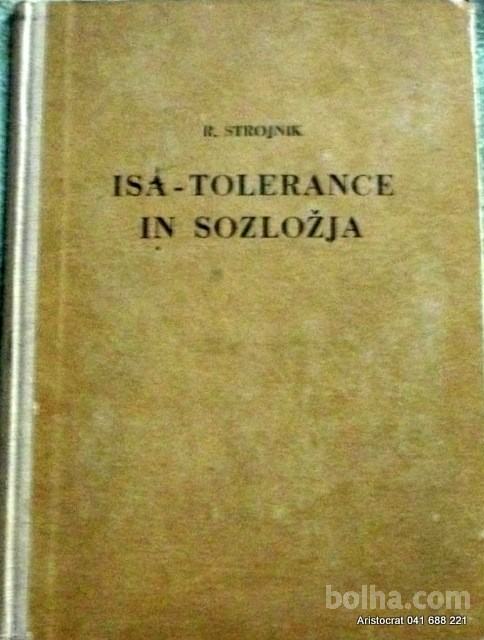 R. STROJNIK
ISA-TOLERANCE
IN SOZLOŽJA
bolha.com
Aristocrat 041 688 221